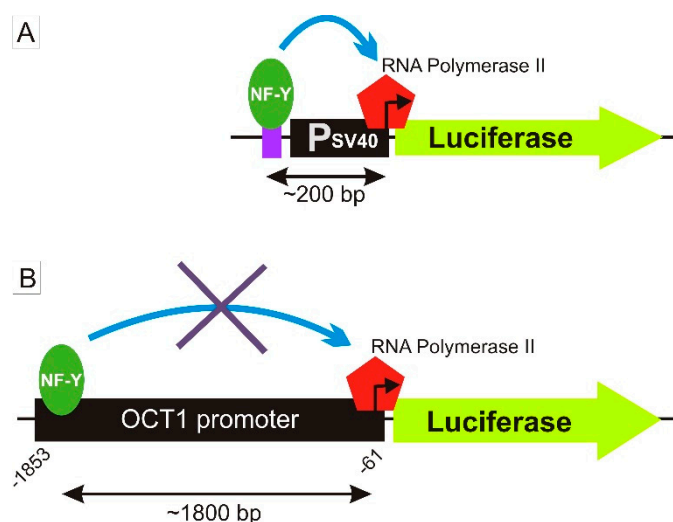 A
RNA Polymerase II
NF-Y
PSV40
Luciferase
~200 bp
B
RNA Polymerase II
NF-Y
OCT1 promoter
Luciferase
-1853
-61
~1800 bp